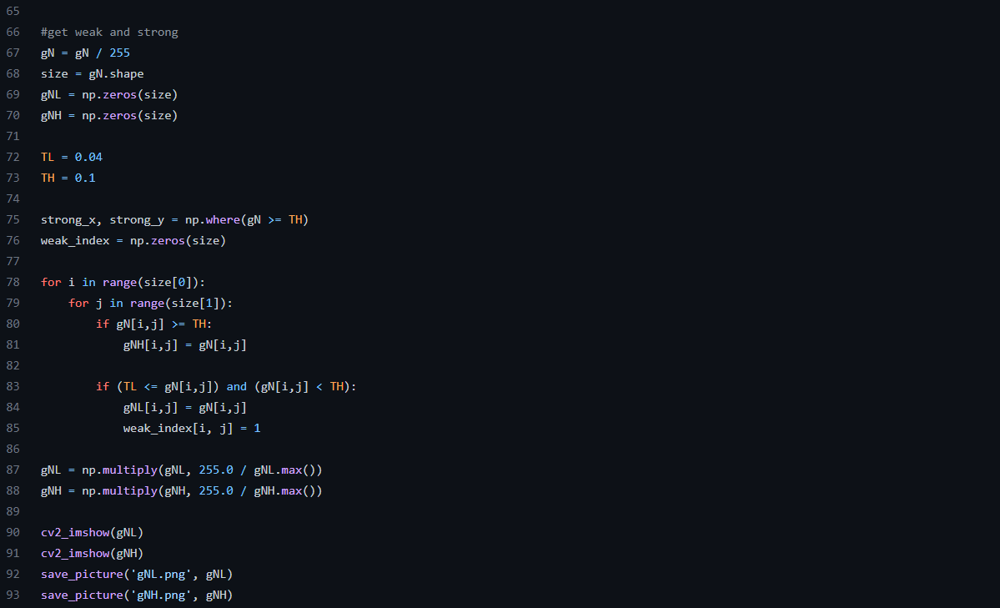 65
66 #get weak and strong
67 gN = gN / 255
68 size = gN.shape
69 gNL = np.zeros(size)
70 gNH = np.zeros(size)
71
72 TL = 0.04
73 TH = 0.1
74
75 strong_x, strong_y = np.where(gN >= TH)
76 weak_index = np.zeros(size)
77
78 for i in range(size[0]):
79     for j in range(size[1]):
80         if gN[i,j] >= TH:
81             gNH[i,j] = gN[i,j]
82
83         if (TL <= gN[i,j]) and (gN[i,j] < TH):
84             gNL[i,j] = gN[i,j]
85             weak_index[i, j] = 1
86
87 gNL = np.multiply(gNL, 255.0 / gNL.max())
88 gNH = np.multiply(gNH, 255.0 / gNH.max())
89
90 cv2_imshow(gNL)
91 cv2_imshow(gNH)
92 save_picture('gNL.png', gNL)
93 save_picture('gNH.png', gNH)